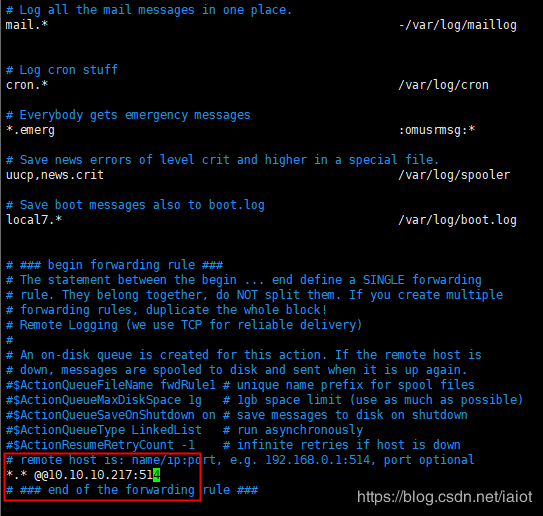 # Log all the mail messages in one place.
mail.* -/var/log/maillog
# Log cron stuff
cron.* /var/log/cron
# Everybody gets emergency messages
*.emerg :omusrmsg:*
# Save news errors of level crit and higher in a special file.
uucp,news.crit /var/log/spooler
# Save boot messages also to boot.log
local7.* /var/log/boot.log
# ### begin forwarding rule ###
# The statement between the begin ... end define a SINGLE forwarding
# rule. They belong together, do NOT split them. If you create multiple
# forwarding rules, duplicate the whole block!
# Remote Logging (we use TCP for reliable delivery)
#
# An on-disk queue is created for this action. If the remote host is
# down, messages are spooled to disk and sent when it is up again.
#$ActionQueueFileName fwdRule1 # unique name prefix for spool files
#$ActionQueueMaxDiskSpace 1g # 1gb space limit (use as much as possible)
#$ActionQueueSaveOnShutdown on # save messages to disk on shutdown
#$ActionQueueType LinkedList # run asynchronously
#$ActionResumeRetryCount -1 # infinite retries if host is down
# remote host is: name/ip:port, e.g. 192.168.0.1:514, port optional
*.* @@10.10.10.217:514
# ### end of the forwarding rule ###
https://blog.csdn.net/iaiot